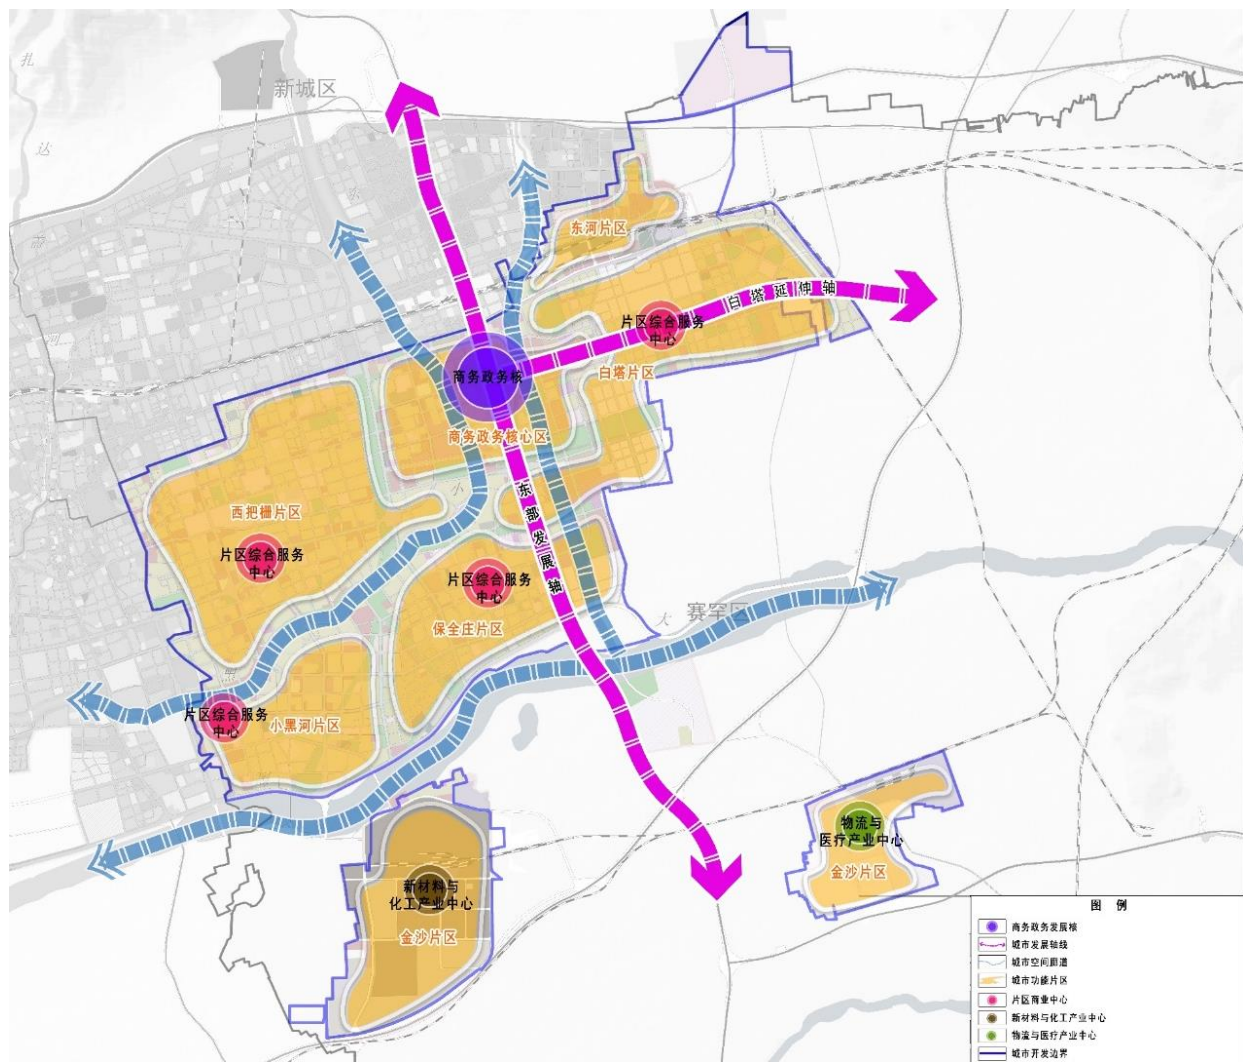 新城区
扎
达
东
东河片区
白塔延伸轴
片区综合服务
中心
商务政务核
白塔片区
商务政务核心区
小
东部发展轴
西把栅片区
片区综合服务
中心
片区综合服务
中心
大
赛罕区
保全庄片区
片区综合服务
中心
小黑河片区
物流与
医疗产业中心
金沙片区
新材料与
化工产业中心
金沙片区
图 例
商务政务发展核
城市发展轴线
城市空间廊道
城市功能片区
片区商业中心
新材料与化工产业中心
物流与医疗产业中心
城市开发边界